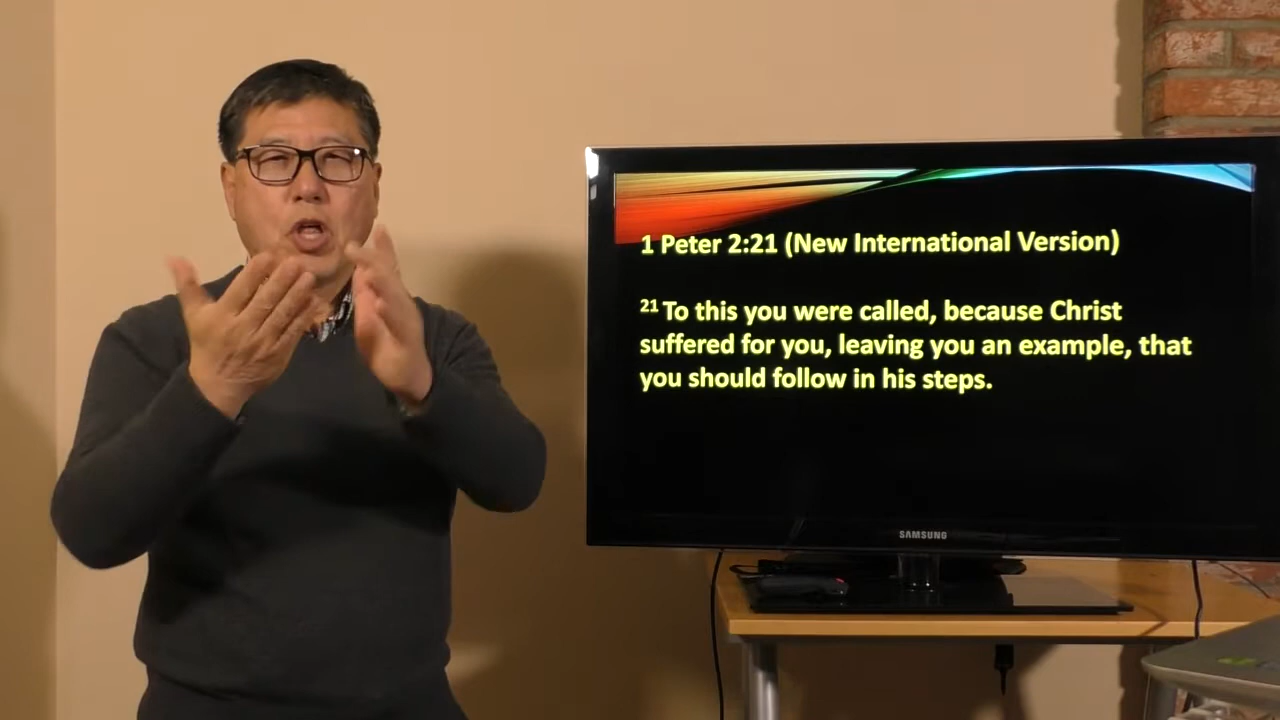 1 Peter 2:21 (New International Version)
21 To this you were called, because Christ
suffered for you, leaving you an example, that
you should follow in his steps.
SAMSUNG